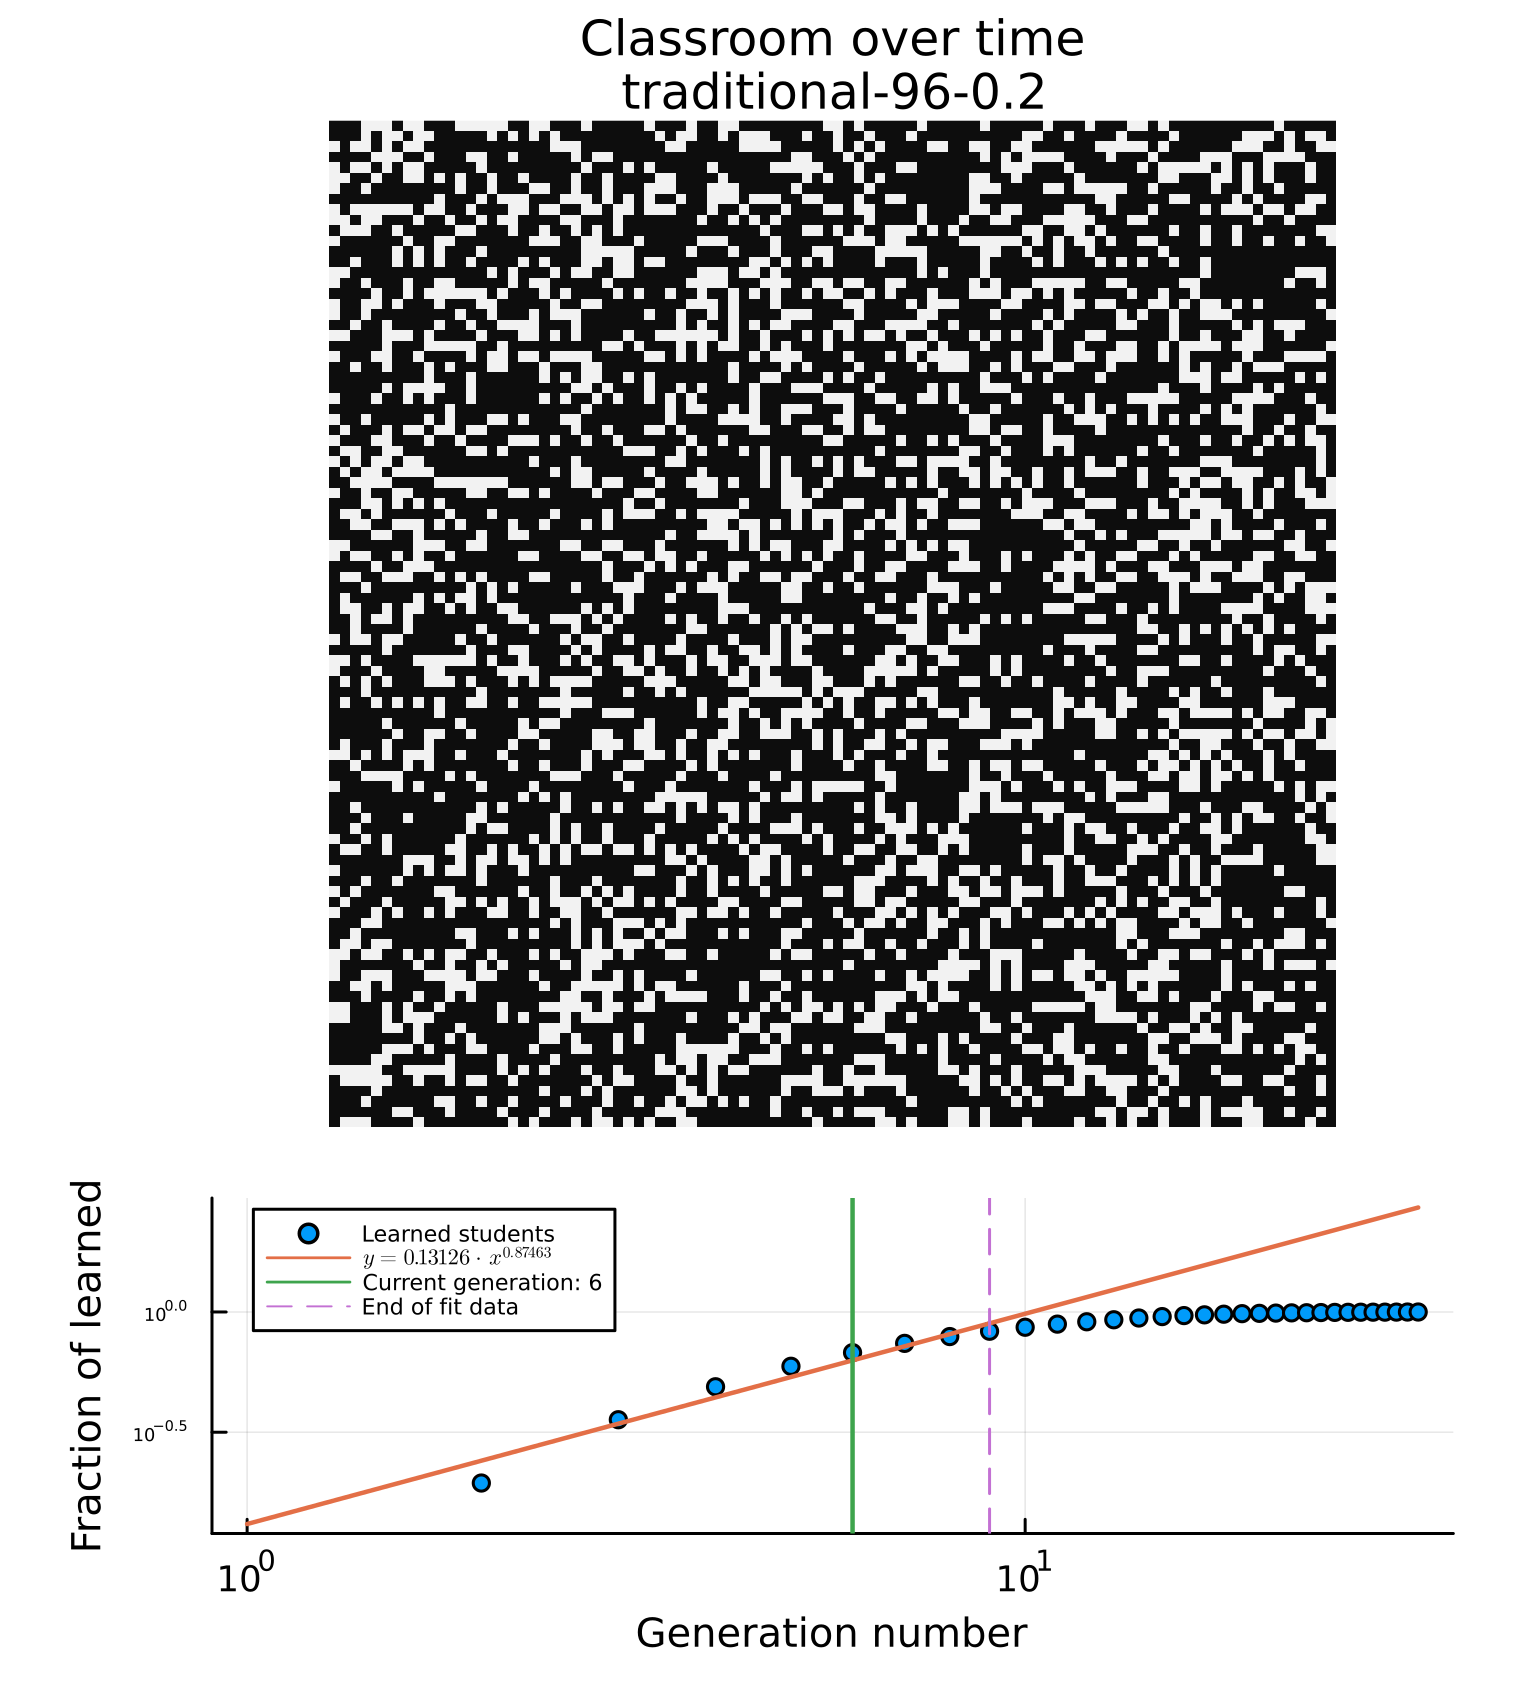 Classroom over time
traditional-96-0.2
Fraction of learned
Learned students
y = 0.13126 · x^0.87463
Current generation: 6
End of fit data
10^0.0
10^−0.5
10^0
10^1
Generation number